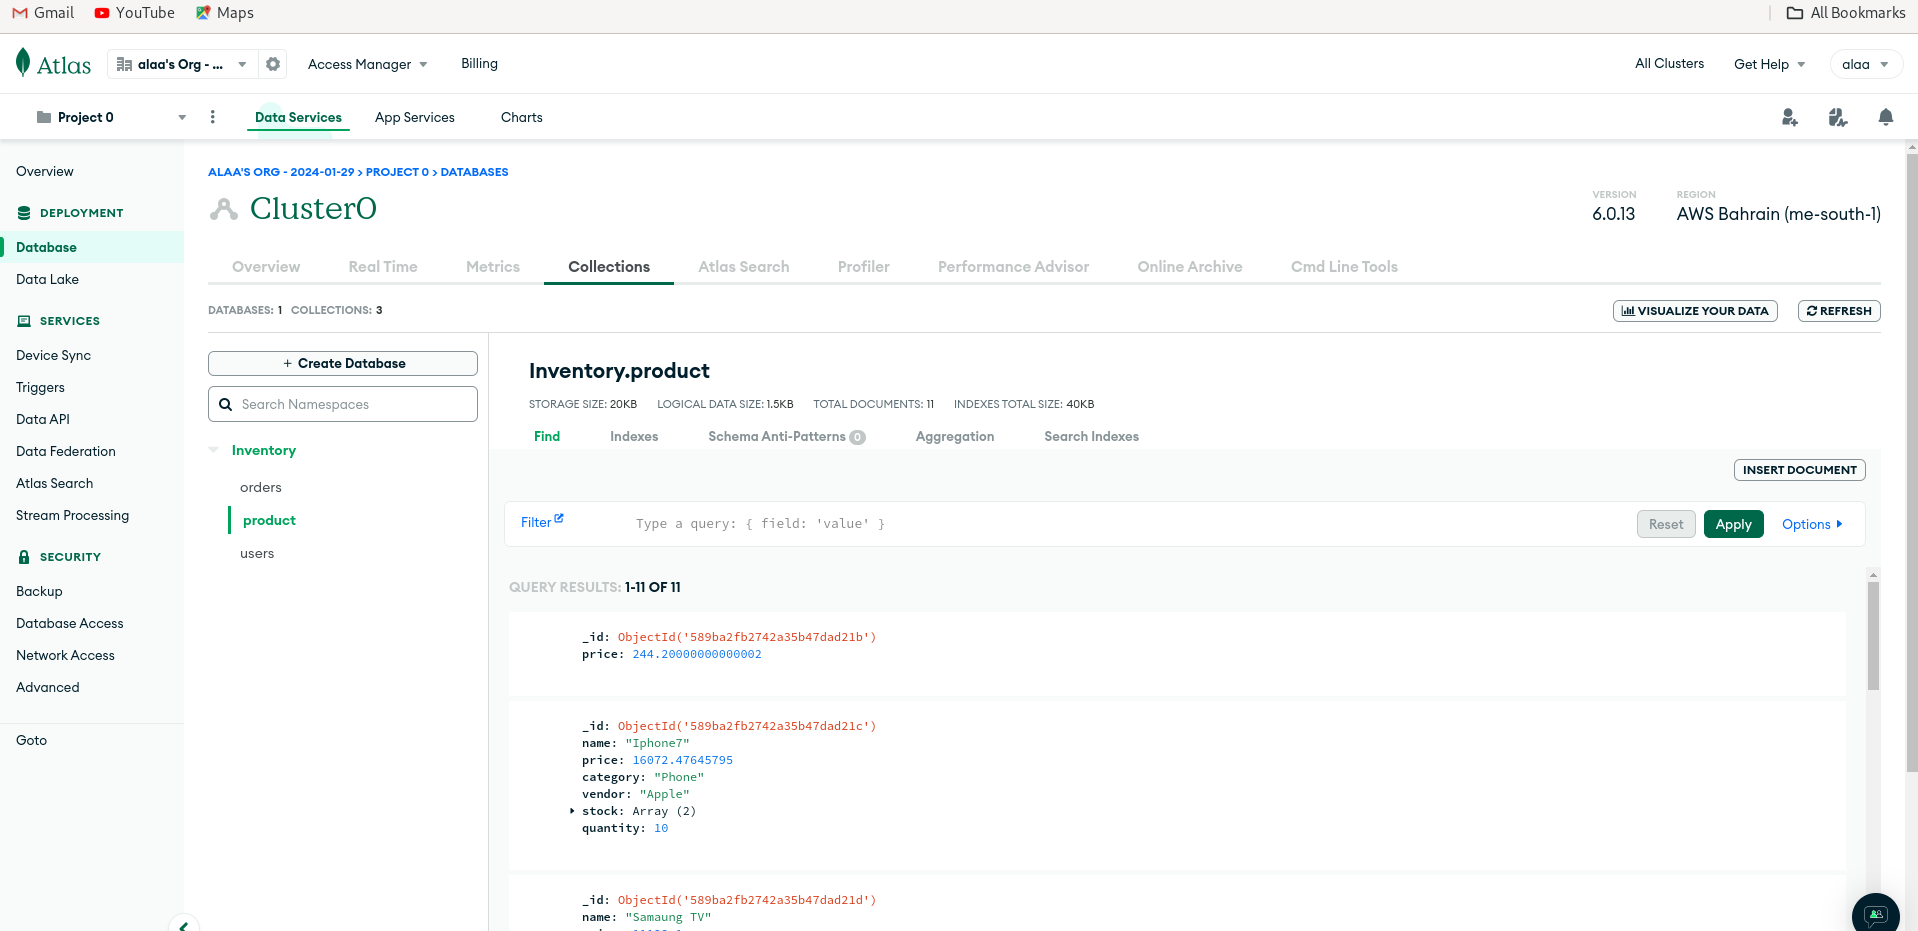 Gmail YouTube Maps All Bookmarks
Atlas alaa's Org - ... Access Manager Billing All Clusters Get Help alaa
Project 0 Data Services App Services Charts
Overview
DEPLOYMENT
Database
Data Lake
SERVICES
Device Sync
Triggers
Data API
Data Federation
Atlas Search
Stream Processing
SECURITY
Backup
Database Access
Network Access
Advanced
Goto
ALAA'S ORG - 2024-01-29 > PROJECT 0 > DATABASES
Cluster0
VERSION
6.0.13
REGION
AWS Bahrain (me-south-1)
Overview Real Time Metrics Collections Atlas Search Profiler Performance Advisor Online Archive Cmd Line Tools
DATABASES: 1 COLLECTIONS: 3
VISUALIZE YOUR DATA REFRESH
+ Create Database
Search Namespaces
Inventory
orders
product
users
Inventory.product
STORAGE SIZE: 20KB LOGICAL DATA SIZE: 1.5KB TOTAL DOCUMENTS: 11 INDEXES TOTAL SIZE: 40KB
Find Indexes Schema Anti-Patterns 0 Aggregation Search Indexes
INSERT DOCUMENT
Filter Type a query: { field: 'value' } Reset Apply Options
QUERY RESULTS: 1-11 OF 11
_id: ObjectId('589ba2fb2742a35b47dad21b')
price: 244.20000000000002
_id: ObjectId('589ba2fb2742a35b47dad21c')
name: "Iphone7"
price: 16072.47645795
category: "Phone"
vendor: "Apple"
stock: Array (2)
quantity: 10
_id: ObjectId('589ba2fb2742a35b47dad21d')
name: "Samaung TV"